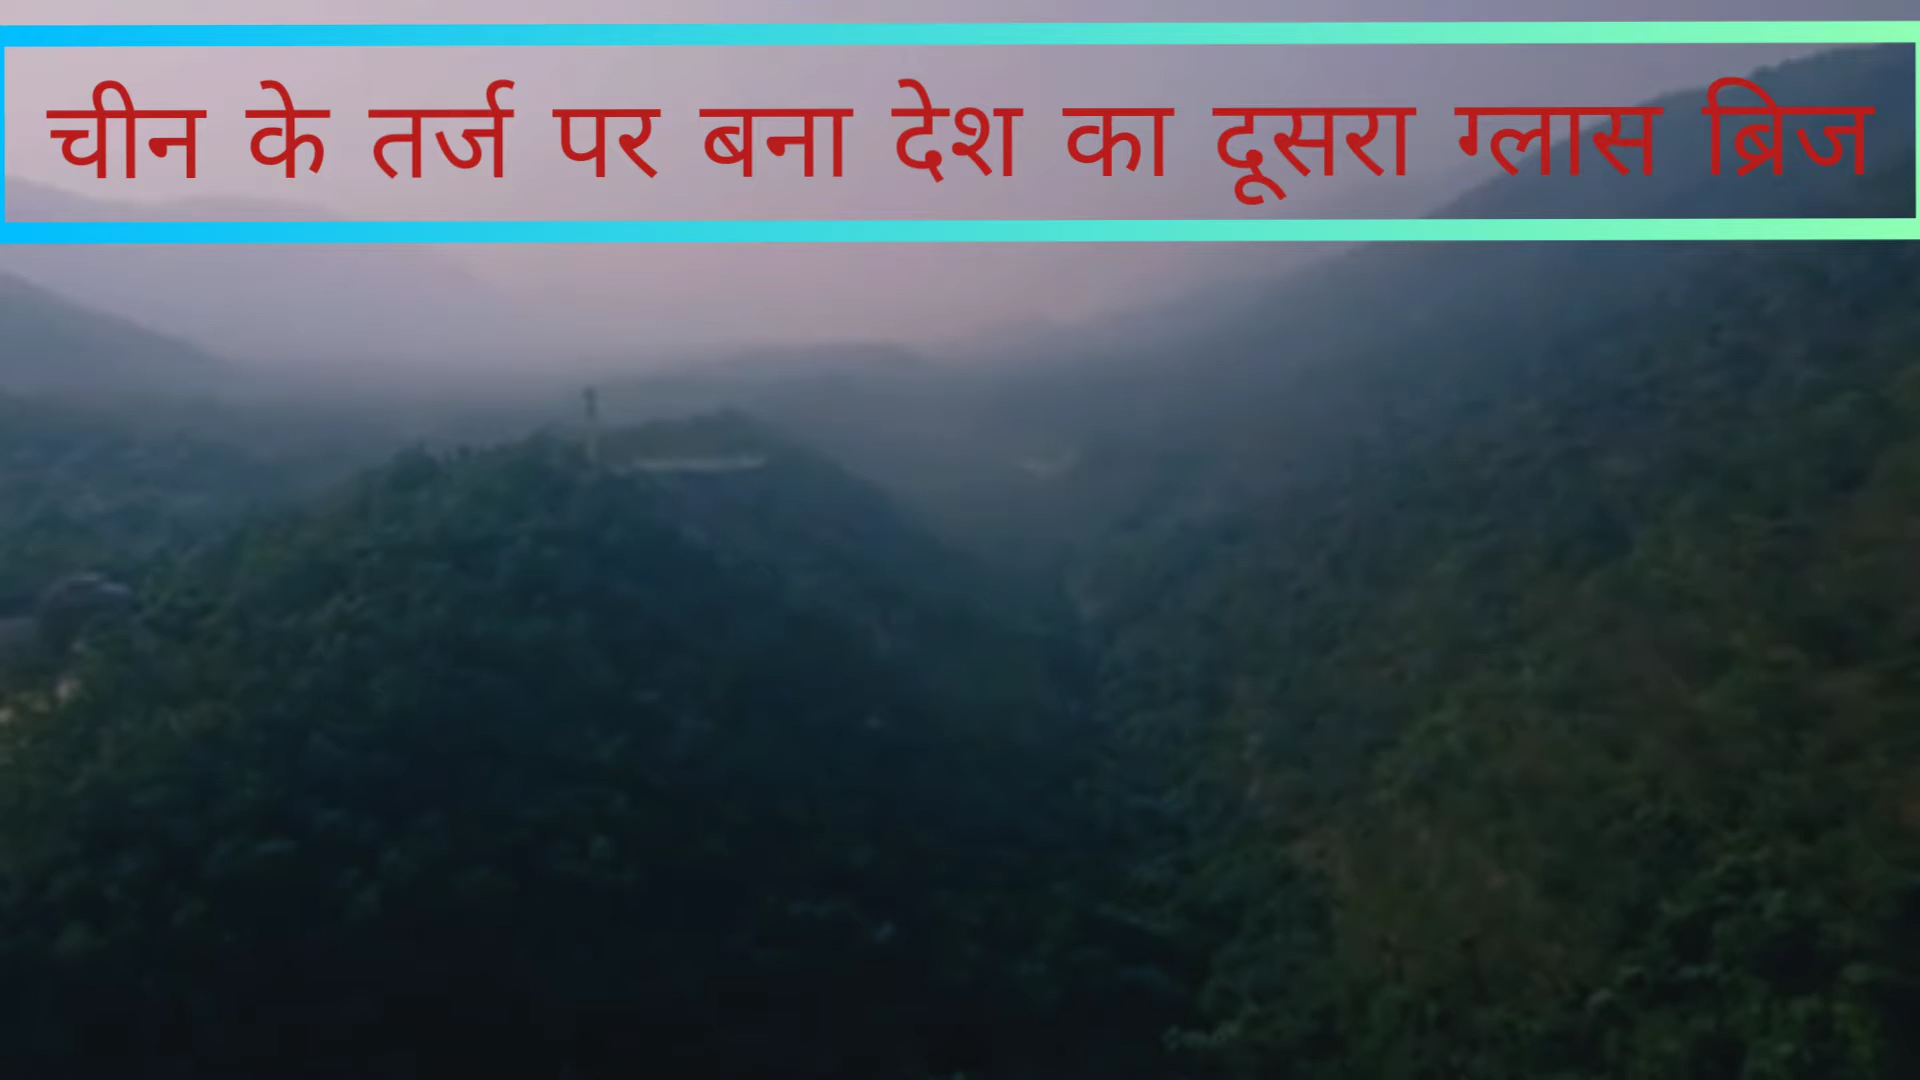 चीन के तर्ज पर बना देश का दूसरा ग्लास ब्रिज